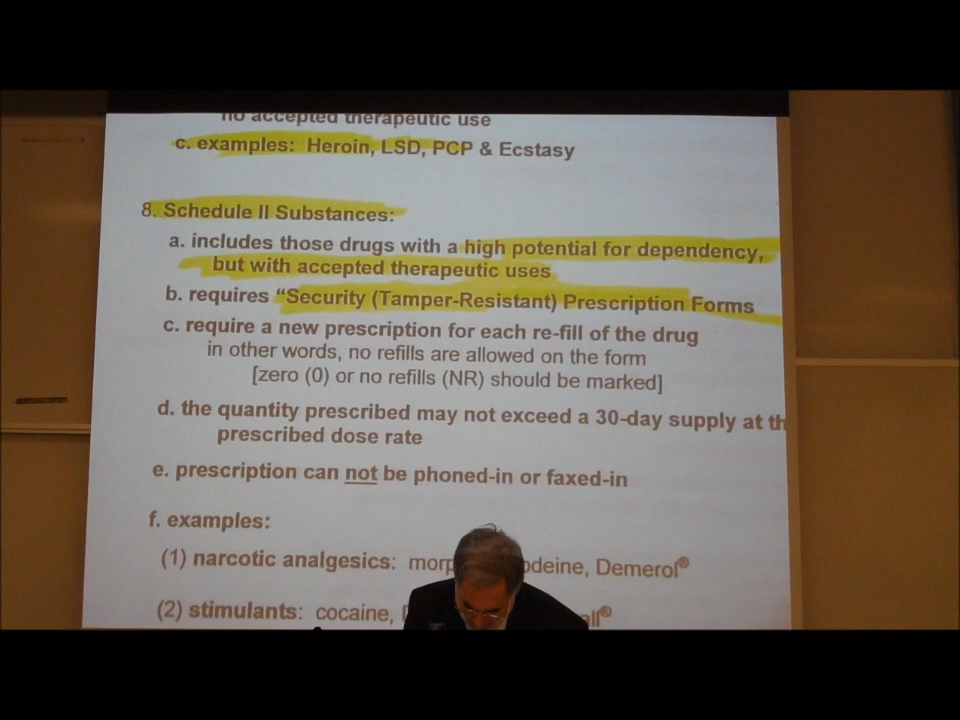 no accepted therapeutic use
c. examples: Heroin, LSD, PCP & Ecstasy
8. Schedule II Substances:
a. includes those drugs with a high potential for dependency,
but with accepted therapeutic uses
b. requires “Security (Tamper-Resistant) Prescription Forms
c. require a new prescription for each re-fill of the drug
in other words, no refills are allowed on the form
[zero (0) or no refills (NR) should be marked]
d. the quantity prescribed may not exceed a 30-day supply at th
prescribed dose rate
e. prescription can not be phoned-in or faxed-in
f. examples:
(1) narcotic analgesics: Demerol®
(2) stimulants: cocaine,